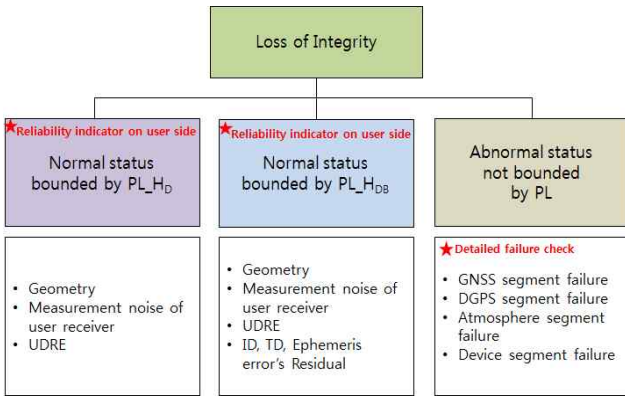 Loss of Integrity
★Reliability indicator on user side
Normal status
bounded by PL_H_D
★Reliability indicator on user side
Normal status
bounded by PL_H_DB
Abnormal status
not bounded
by PL
• Geometry
• Measurement noise of
user receiver
• UDRE
• Geometry
• Measurement noise of
user receiver
• UDRE
• ID, TD, Ephemeris
error's Residual
★Detailed failure check
• GNSS segment failure
• DGPS segment failure
• Atmosphere segment
failure
• Device segment failure